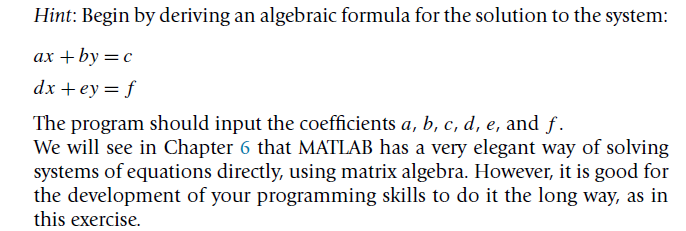 Hint: Begin by deriving an algebraic formula for the solution to the system:
ax + by = c
dx + ey = f
The program should input the coefficients a, b, c, d, e, and f.
We will see in Chapter 6 that MATLAB has a very elegant way of solving
systems of equations directly, using matrix algebra. However, it is good for
the development of your programming skills to do it the long way, as in
this exercise.